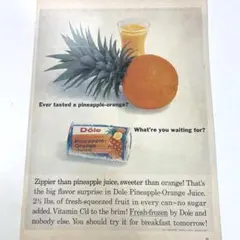 Ever tasted a pineapple-orange?
What's you waiting for?
Dole
Pineapple-
Orange
Zippier than pineapple juice, sweeter than orange! That's
the big flavor surprise in Dole Pineapple-Orange Juice.
2½ lbs. of fresh-squeezed fruit in every can–no sugar
added. Vitamin C'd to the brim! Fresh-frozen by Dole and
nobody else. You should try it for breakfast tomorrow!